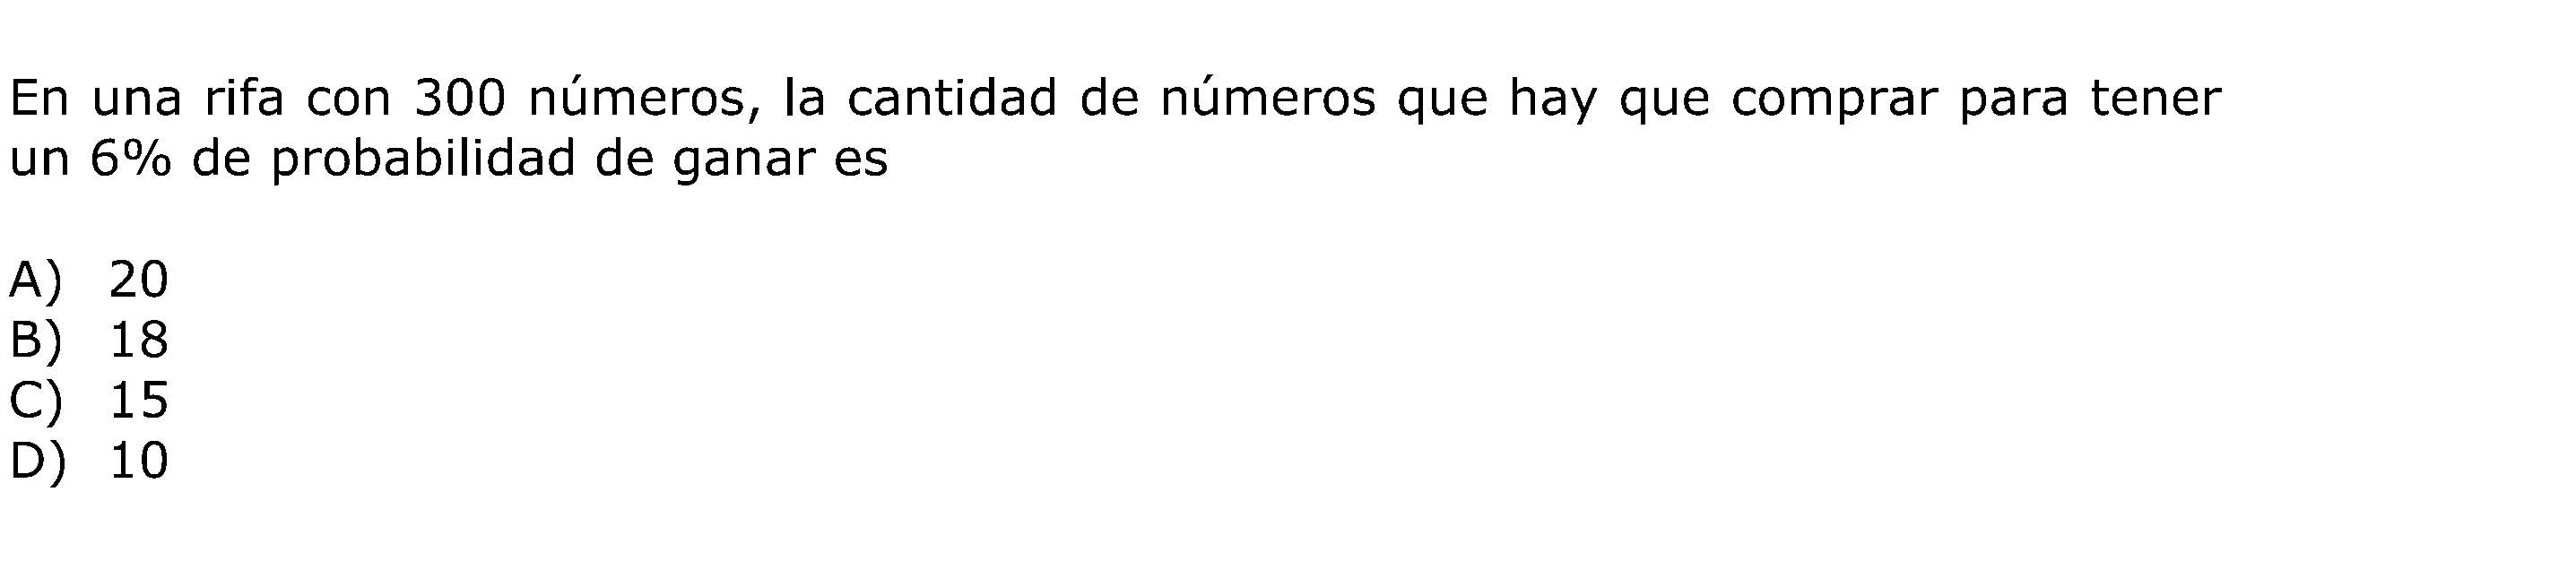 En una rifa con 300 números, la cantidad de números que hay que comprar para tener
un 6% de probabilidad de ganar es
A) 20
B) 18
C) 15
D) 10